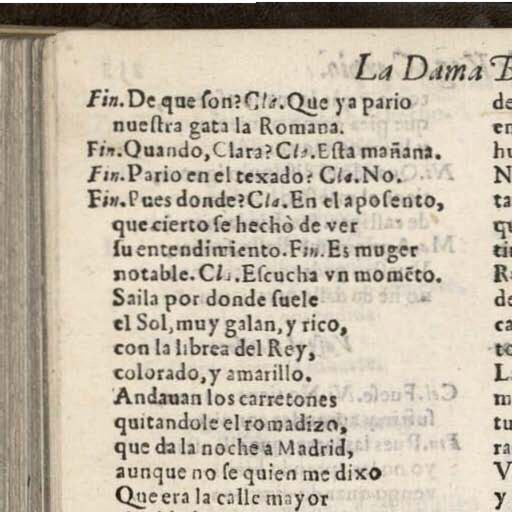 La Dama B
Fin. De que son? Cla. Que ya pario
nuestra gata la Romana.
Fin. Quando, Clara? Cla. Esta mañana.
Fin. Pario en el texado? Cla. No.
Fin. Pues donde? Cla. En el aposento,
que cierto se hechò de ver
su entendimiento. Fin. Es muger
notable. Cla. Escucha vn momẽto.
Saila por donde suele
el Sol, muy galan, y rico,
con la librea del Rey,
colorado, y amarillo.
Andauan los carretones
quitandole el romadizo,
que da la noche a Madrid,
aunque no se quien me dixo
Que era la calle mayor
de
en
hu
N
ta
qu
tie
R
de
ca
to
L
m
tu
ra
V
y